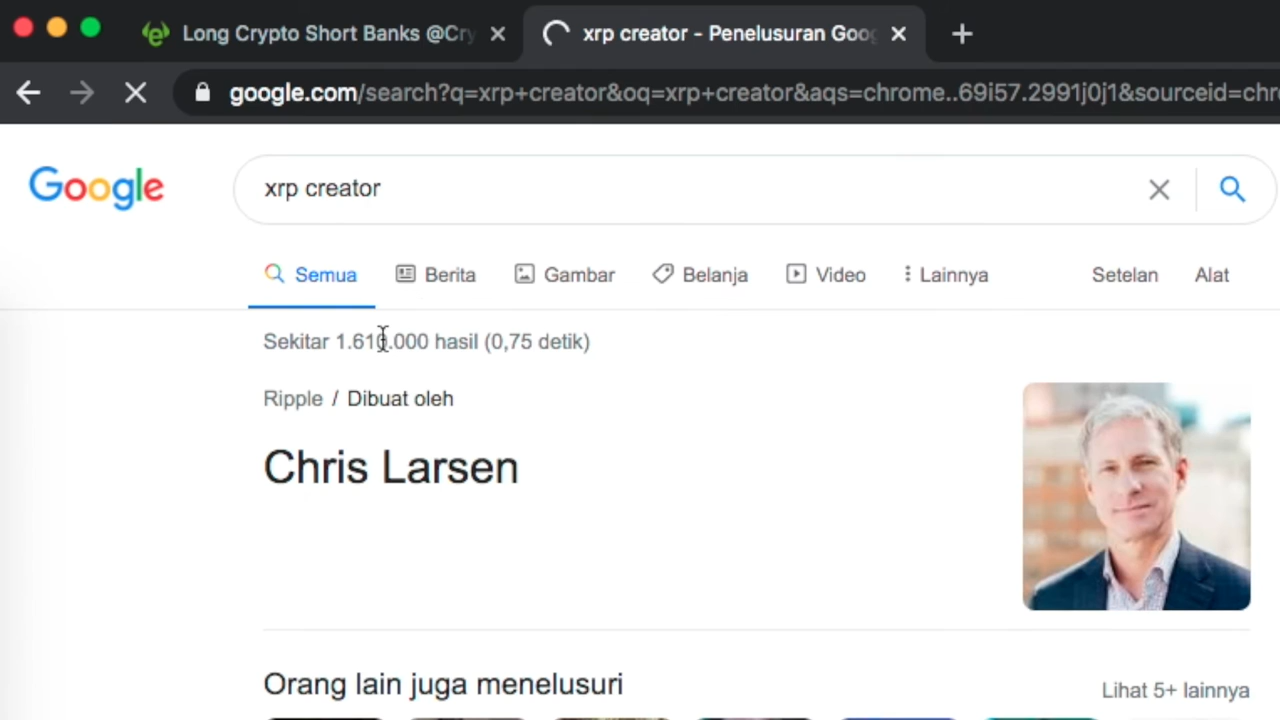 Long Crypto Short Banks @Cry
xrp creator - Penelusuran Goog
google.com/search?q=xrp+creator&oq=xrp+creator&aqs=chrome..69i57.2991j0j1&sourceid=chr
Google
xrp creator
Semua Berita Gambar Belanja Video Lainnya Setelan Alat
Sekitar 1.610.000 hasil (0,75 detik)
Ripple / Dibuat oleh
Chris Larsen
Orang lain juga menelusuri
Lihat 5+ lainnya